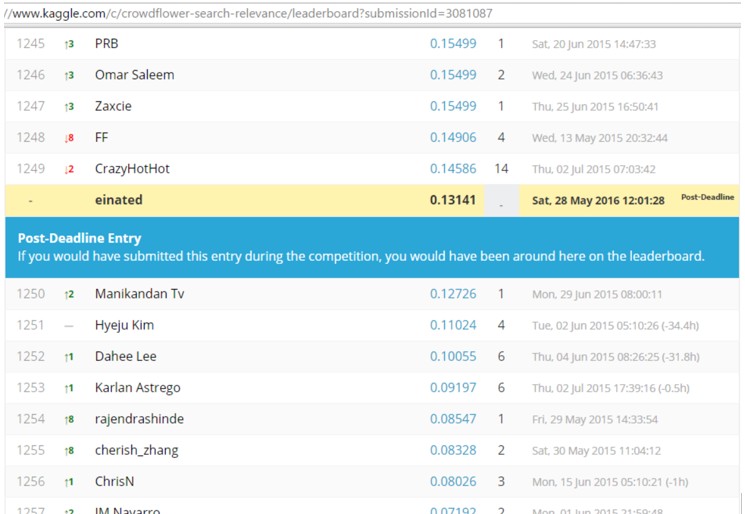 //www.kaggle.com/c/crowdflower-search-relevance/leaderboard?submissionId=3081087
1245 ↑3 PRB 0.15499 1 Sat, 20 Jun 2015 14:47:33
1246 ↑3 Omar Saleem 0.15499 2 Wed, 24 Jun 2015 06:36:43
1247 ↑3 Zaxcie 0.15499 1 Thu, 25 Jun 2015 16:50:41
1248 ↓8 FF 0.14906 4 Wed, 13 May 2015 20:32:44
1249 ↓2 CrazyHotHot 0.14586 14 Thu, 02 Jul 2015 07:03:42
- einated 0.13141 - Sat, 28 May 2016 12:01:28 Post-Deadline
Post-Deadline Entry
If you would have submitted this entry during the competition, you would have been around here on the leaderboard.
1250 ↑2 Manikandan Tv 0.12726 1 Mon, 29 Jun 2015 08:00:11
1251 — Hyeju Kim 0.11024 4 Tue, 02 Jun 2015 05:10:26 (-34.4h)
1252 ↑1 Dahee Lee 0.10055 6 Thu, 04 Jun 2015 08:26:25 (-31.8h)
1253 ↑1 Karlan Astrego 0.09197 6 Thu, 02 Jul 2015 17:39:16 (-0.5h)
1254 ↑8 rajendrashinde 0.08547 1 Fri, 29 May 2015 14:33:54
1255 ↑8 cherish_zhang 0.08328 2 Sat, 30 May 2015 11:04:12
1256 ↑1 ChrisN 0.08026 3 Mon, 15 Jun 2015 05:10:21 (-1h)
1257 ↑2 JM Navarro 0.07192 2 Mon, 01 Jun 2015 21:59:48